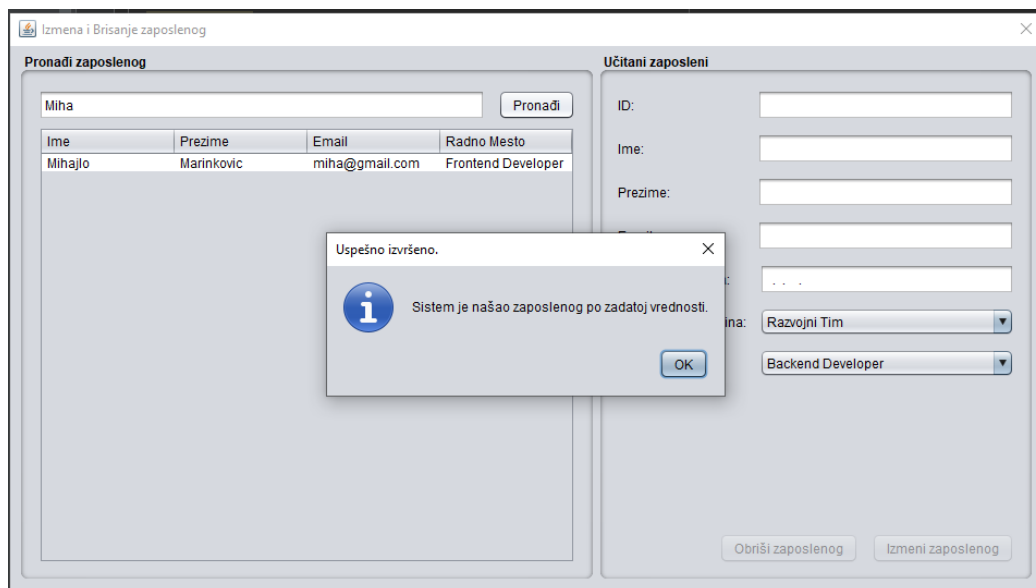 Izmena i Brisanje zaposlenog
Pronađi zaposlenog
Miha
Pronađi
Ime Prezime Email Radno Mesto
Mihajlo Marinkovic miha@gmail.com Frontend Developer
Učitani zaposleni
ID:
Ime:
Prezime:
. . .
ina: Razvojni Tim
Backend Developer
Obriši zaposlenog Izmeni zaposlenog
Uspešno izvršeno.
Sistem je našao zaposlenog po zadatoj vrednosti.
OK